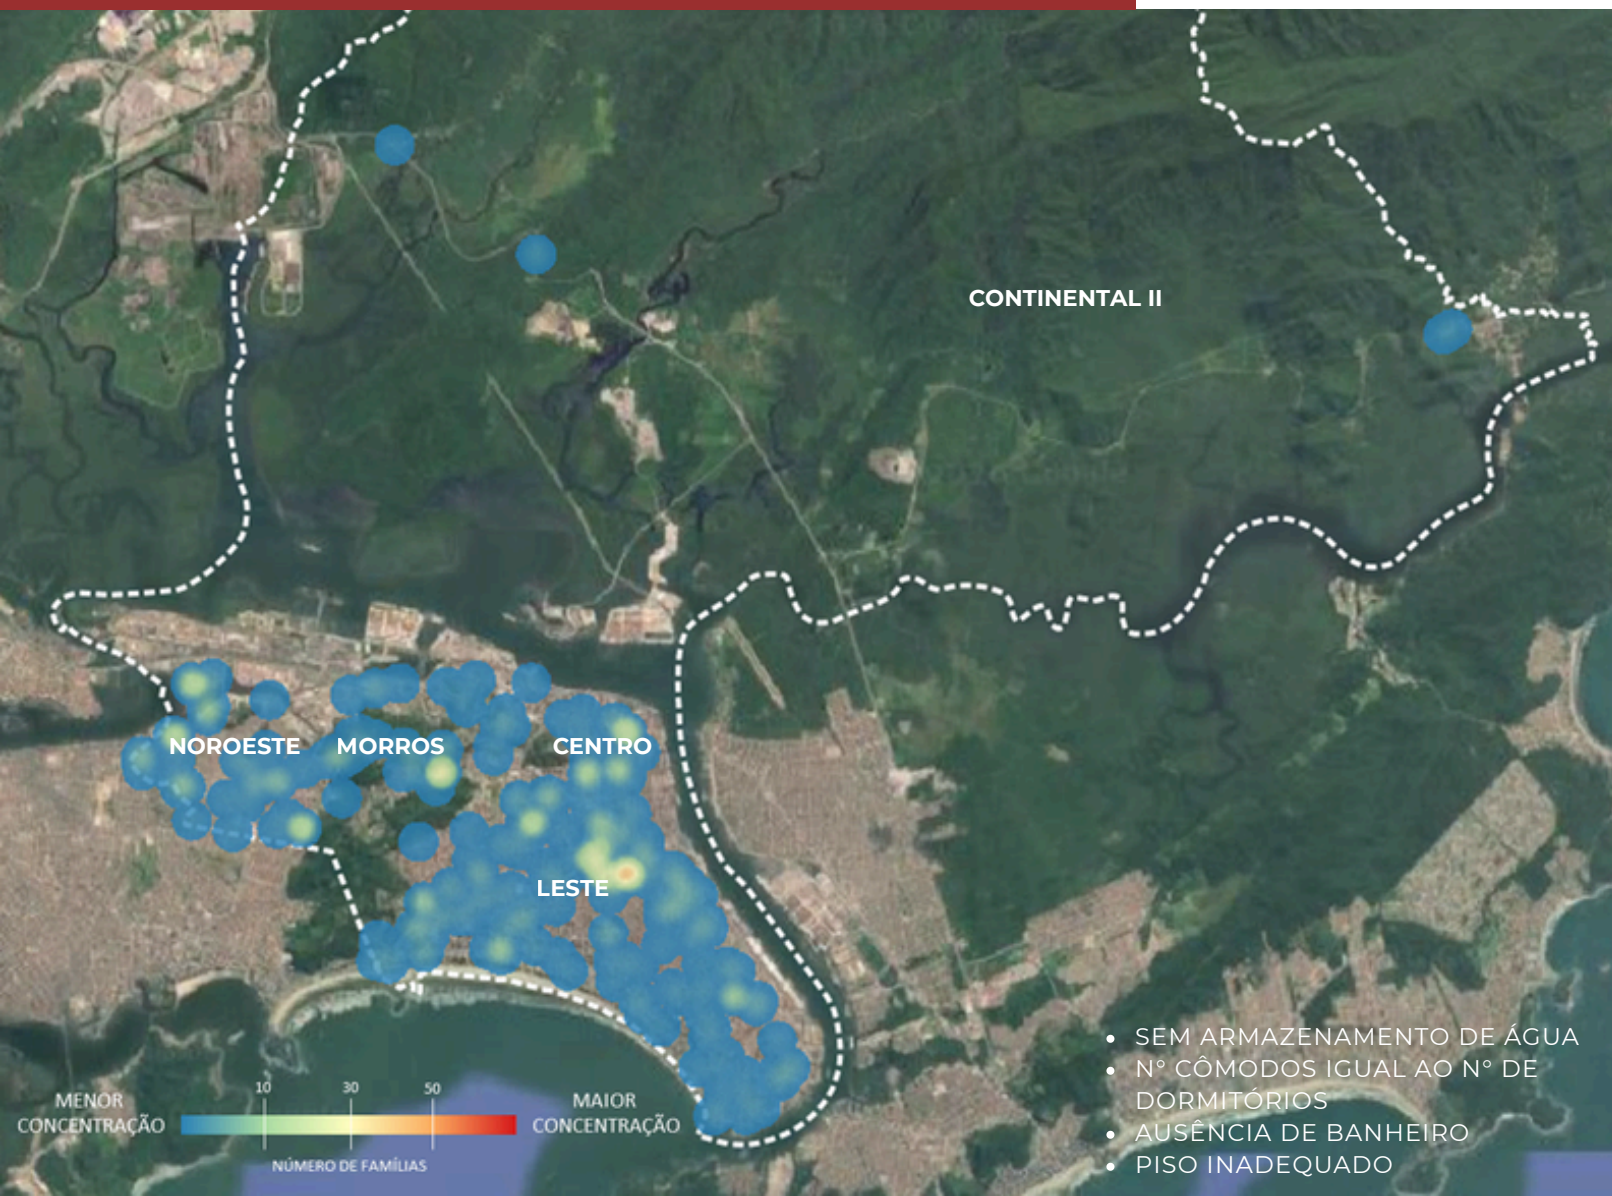 CONTINENTAL II
NOROESTE
MORROS
CENTRO
LESTE
• SEM ARMAZENAMENTO DE ÁGUA
• N° CÔMODOS IGUAL AO N° DE
DORMITÓRIOS
• AUSÊNCIA DE BANHEIRO
• PISO INADEQUADO
MENOR
CONCENTRAÇÃO
10
30
50
MAIOR
CONCENTRAÇÃO
NÚMERO DE FAMÍLIAS